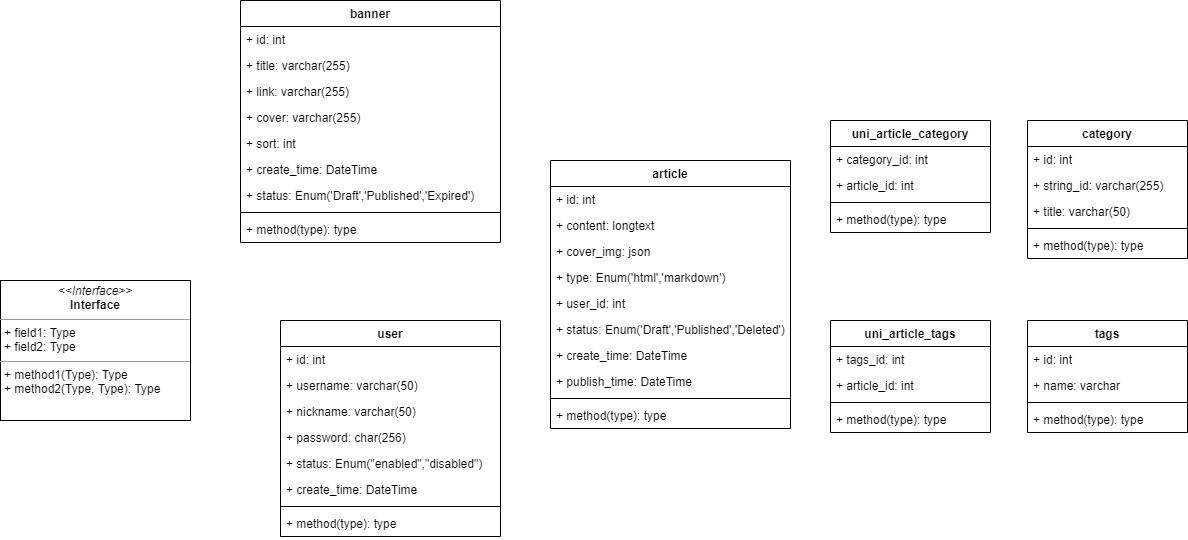 banner
+ id: int
+ title: varchar(255)
+ link: varchar(255)
+ cover: varchar(255)
+ sort: int
+ create_time: DateTime
+ status: Enum('Draft','Published','Expired')
+ method(type): type
<<Interface>>
Interface
+ field1: Type
+ field2: Type
+ method1(Type): Type
+ method2(Type, Type): Type
user
+ id: int
+ username: varchar(50)
+ nickname: varchar(50)
+ password: char(256)
+ status: Enum("enabled","disabled")
+ create_time: DateTime
+ method(type): type
article
+ id: int
+ content: longtext
+ cover_img: json
+ type: Enum('html','markdown')
+ user_id: int
+ status: Enum('Draft','Published','Deleted')
+ create_time: DateTime
+ publish_time: DateTime
+ method(type): type
uni_article_category
+ category_id: int
+ article_id: int
+ method(type): type
category
+ id: int
+ string_id: varchar(255)
+ title: varchar(50)
+ method(type): type
uni_article_tags
+ tags_id: int
+ article_id: int
+ method(type): type
tags
+ id: int
+ name: varchar
+ method(type): type